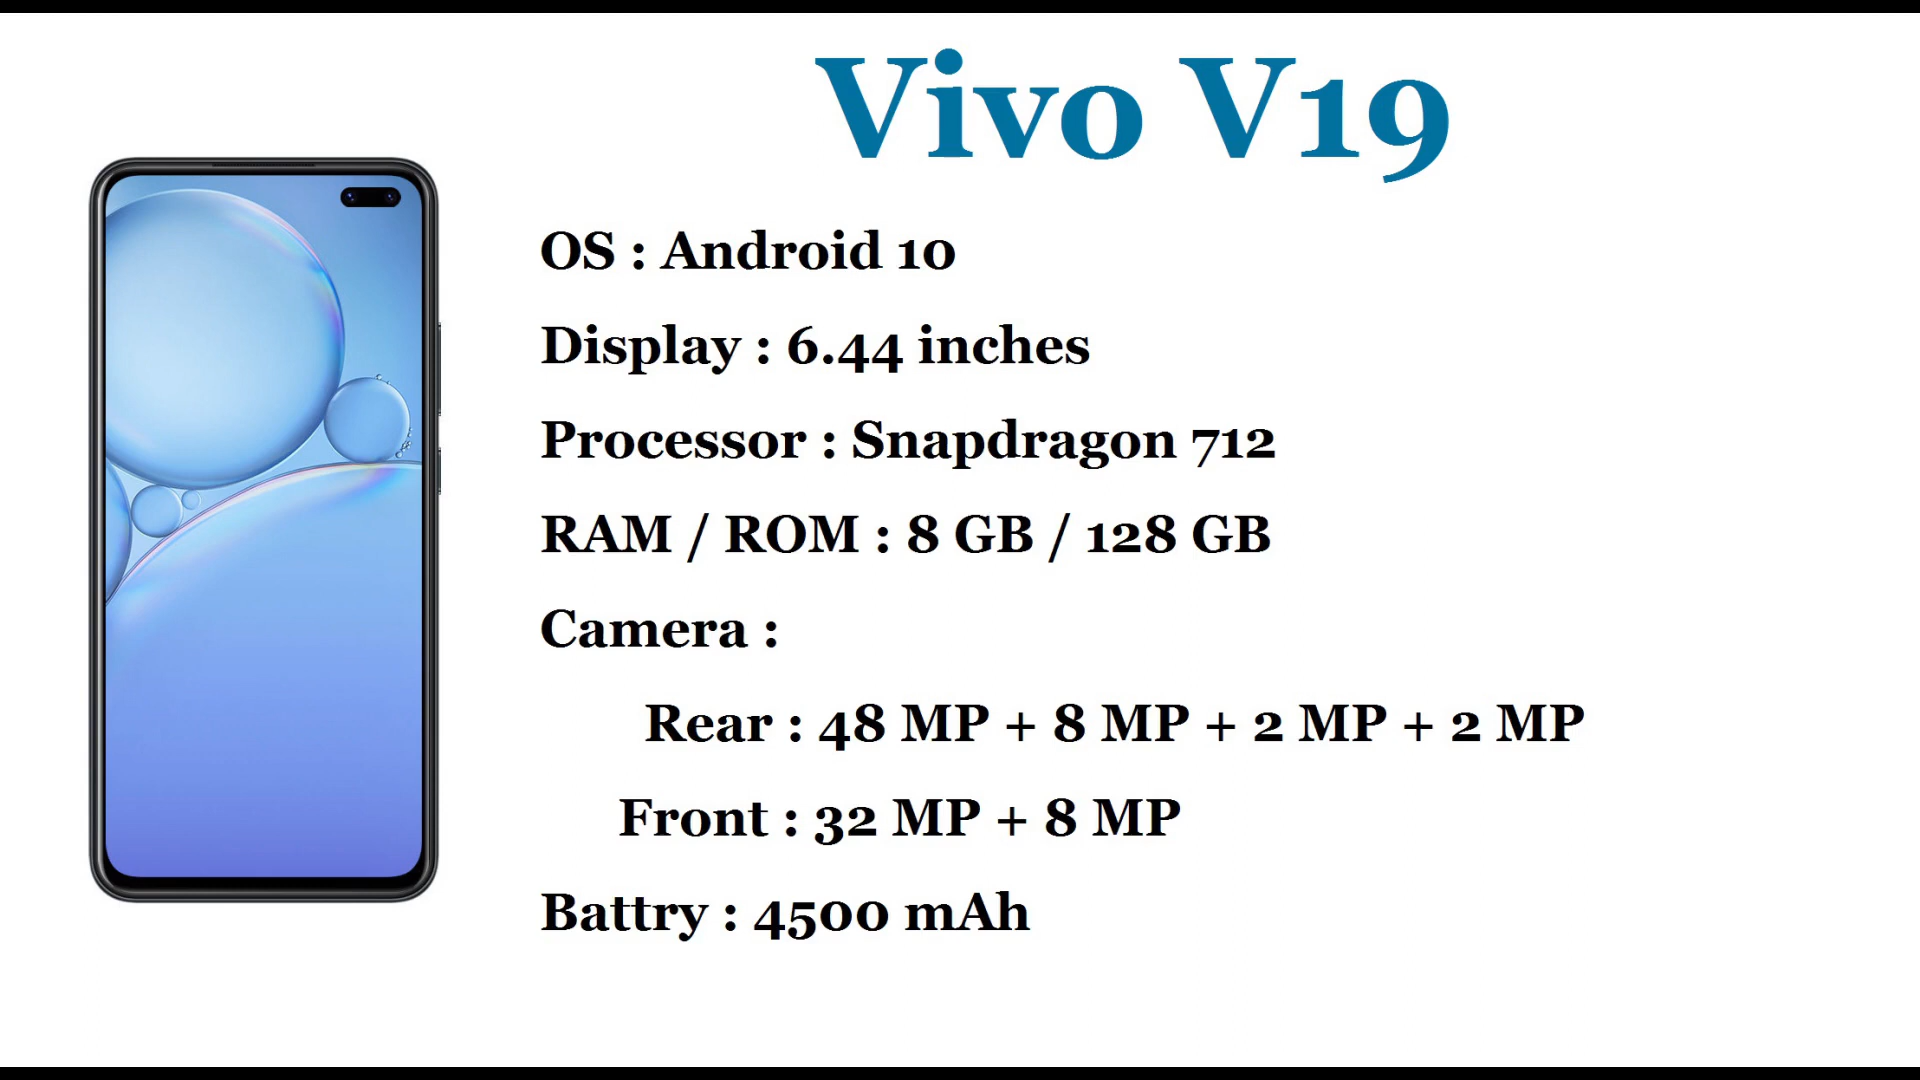 Vivo V19
OS : Android 10
Display : 6.44 inches
Processor : Snapdragon 712
RAM / ROM : 8 GB / 128 GB
Camera :
Rear : 48 MP + 8 MP + 2 MP + 2 MP
Front : 32 MP + 8 MP
Battry : 4500 mAh